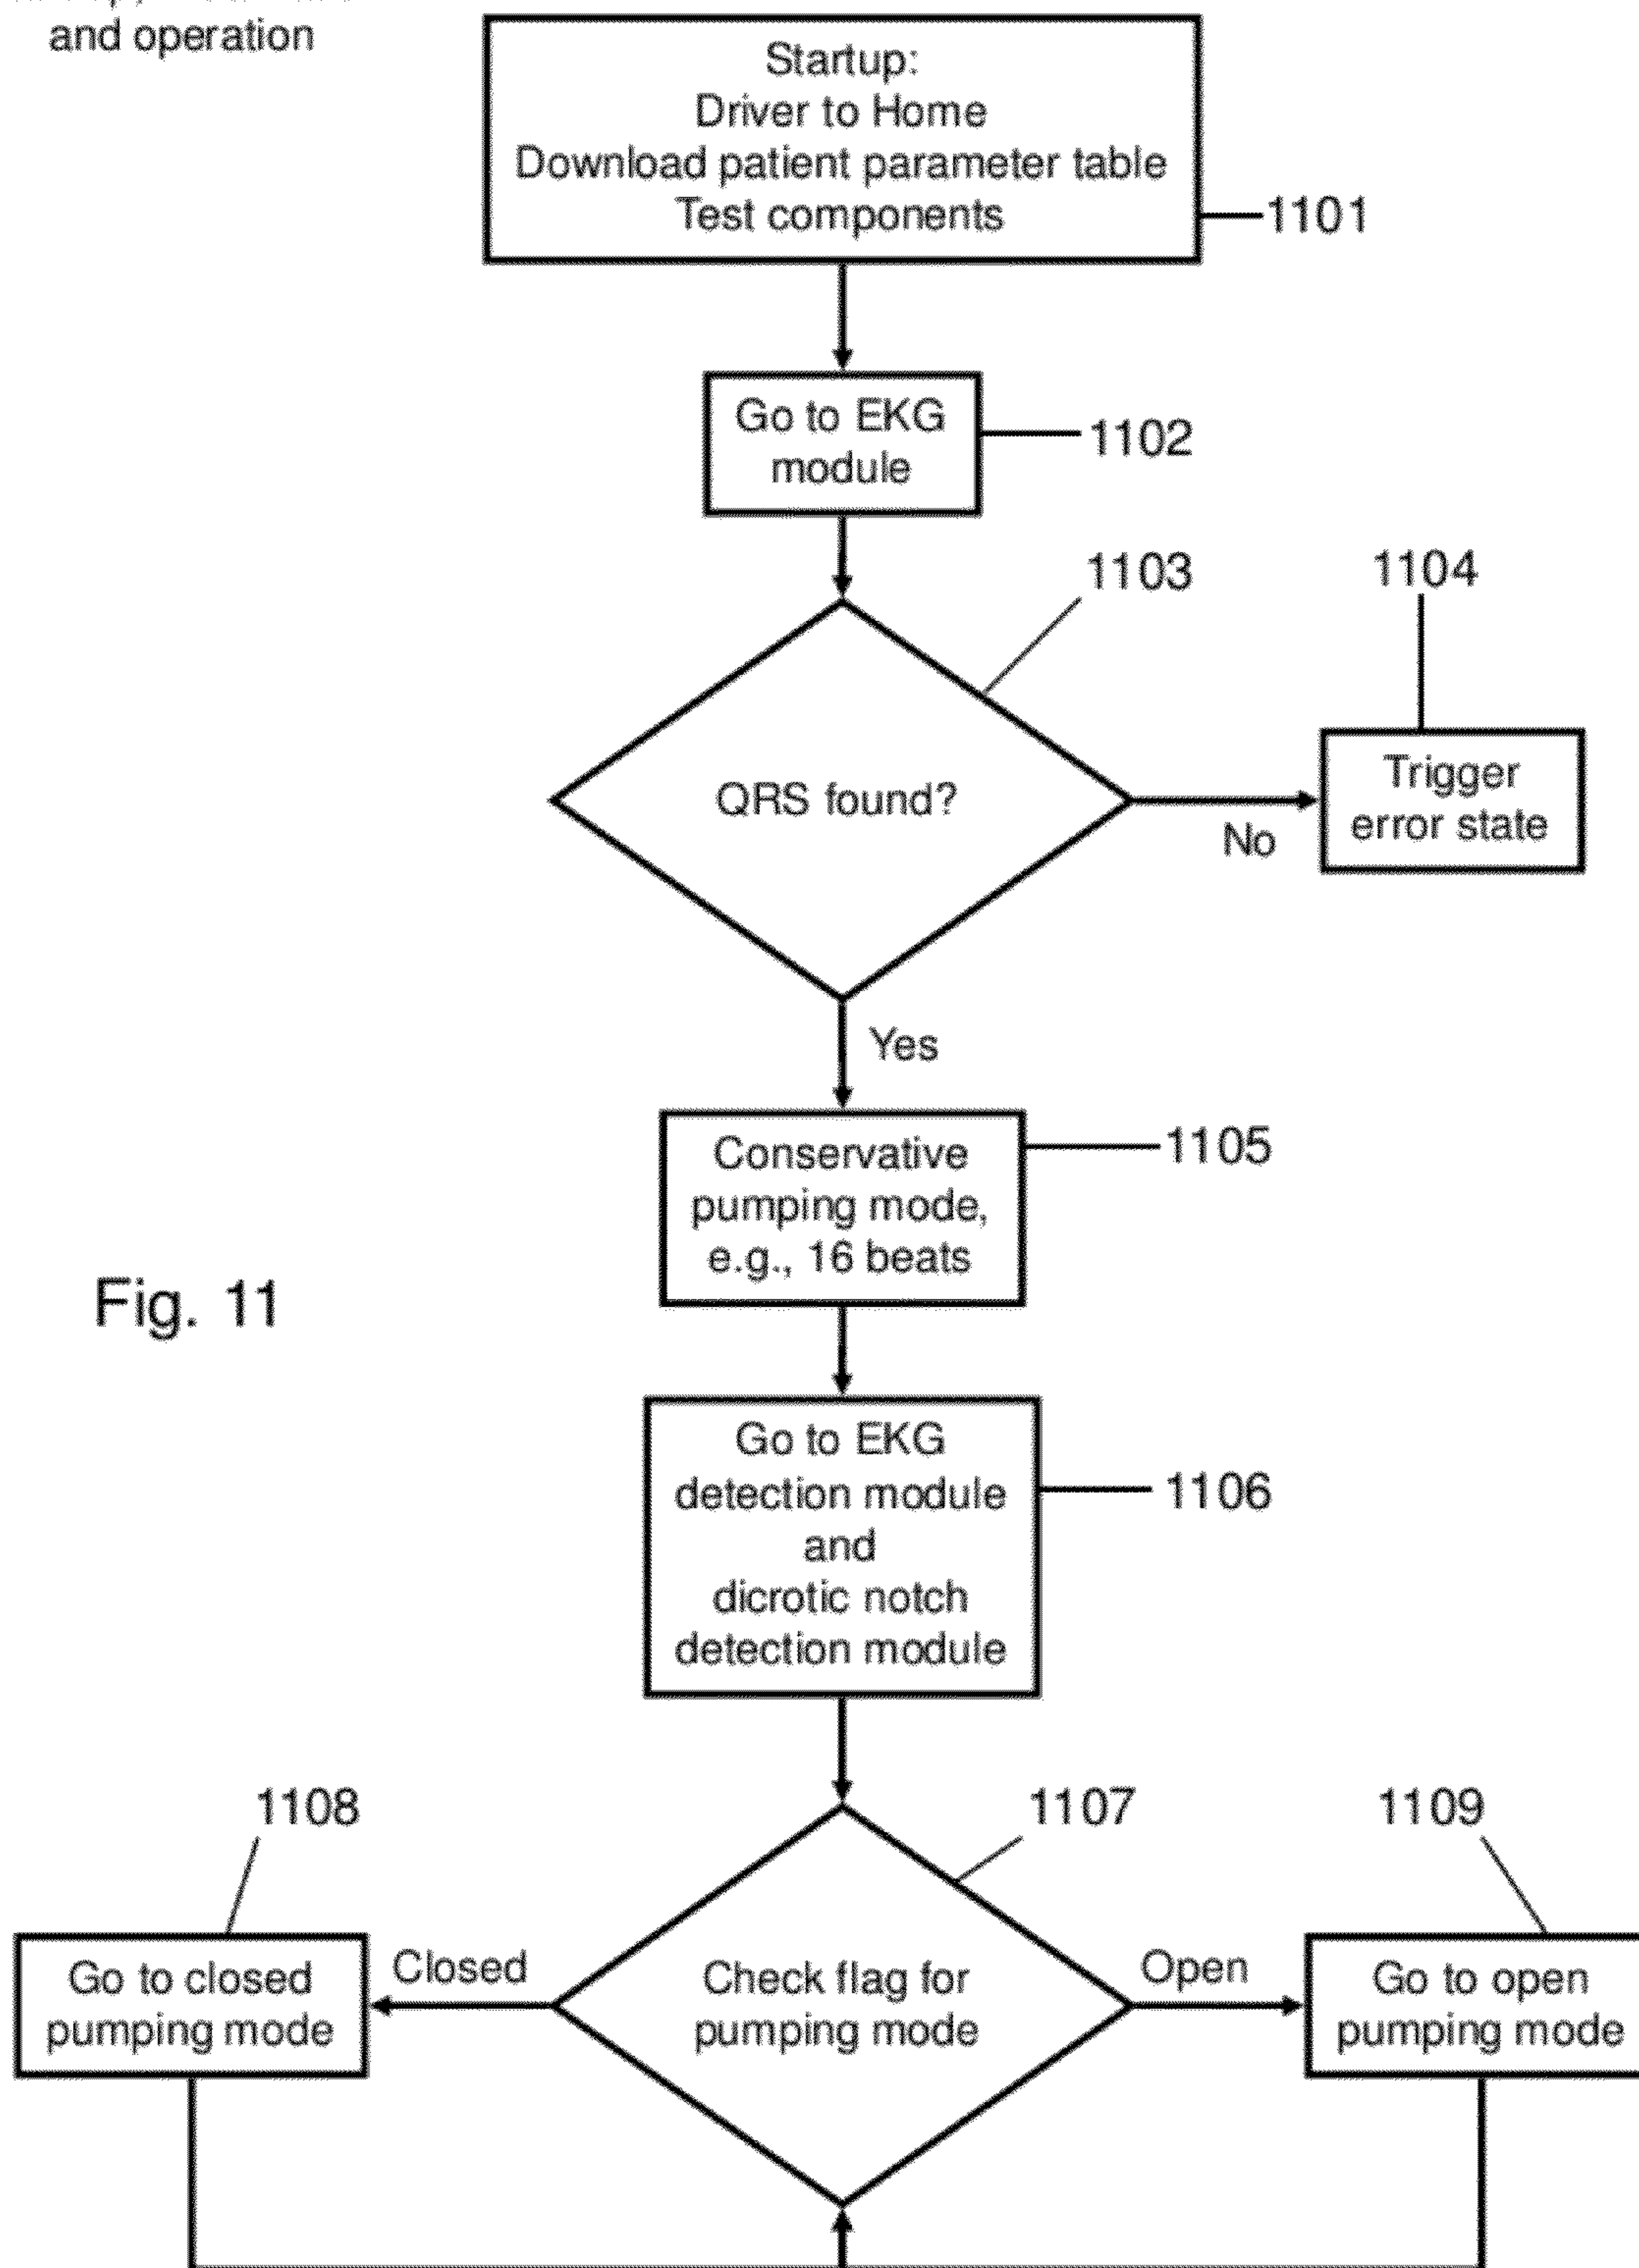 and operation
Startup:
Driver to Home
Download patient parameter table
Test components
1101
Go to EKG
module
1102
1103
1104
QRS found?
No
Trigger
error state
Yes
Conservative
pumping mode,
e.g., 16 beats
1105
Fig. 11
Go to EKG
detection module
and
dicrotic notch
detection module
1106
1108
1107
1109
Go to closed
pumping mode
Closed
Check flag for
pumping mode
Open
Go to open
pumping mode